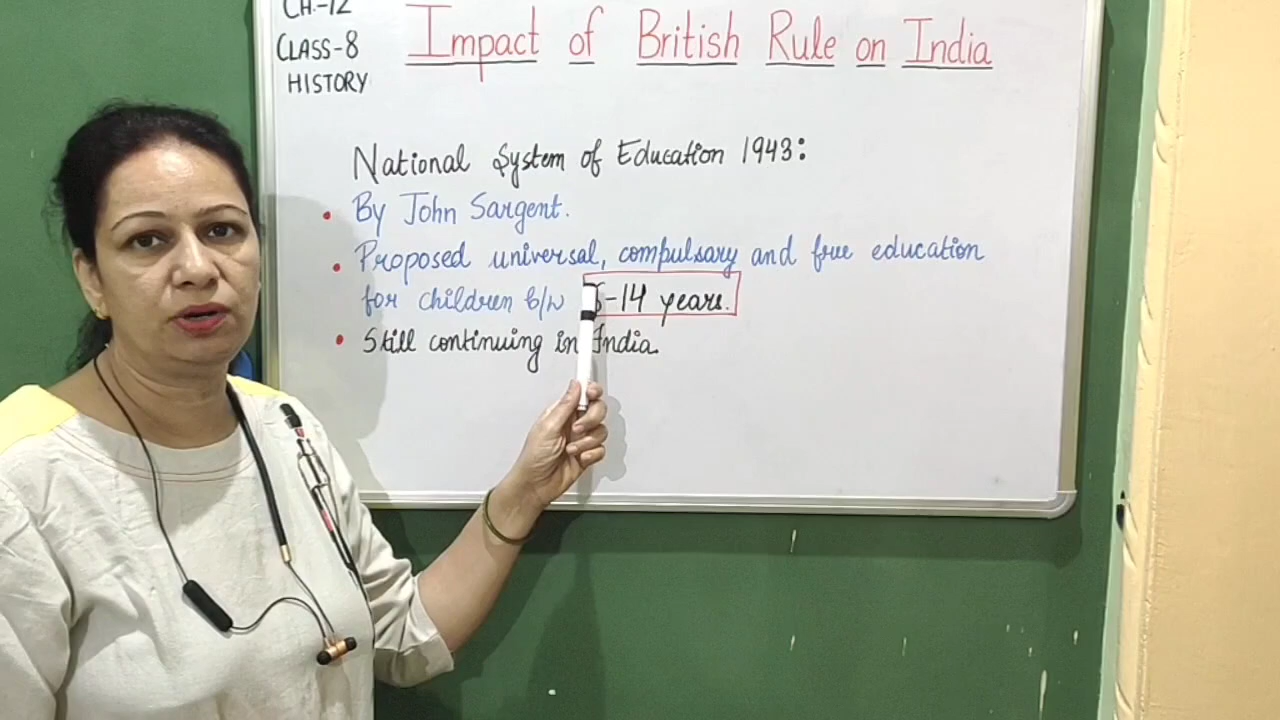 CH.-12
CLASS-8
HISTORY
Impact of British Rule on India
National System of Education 1943:
• By John Sargent.
• Proposed universal, compulsary and free education
for children b/w 6-14 years.
• Still continuing in India.